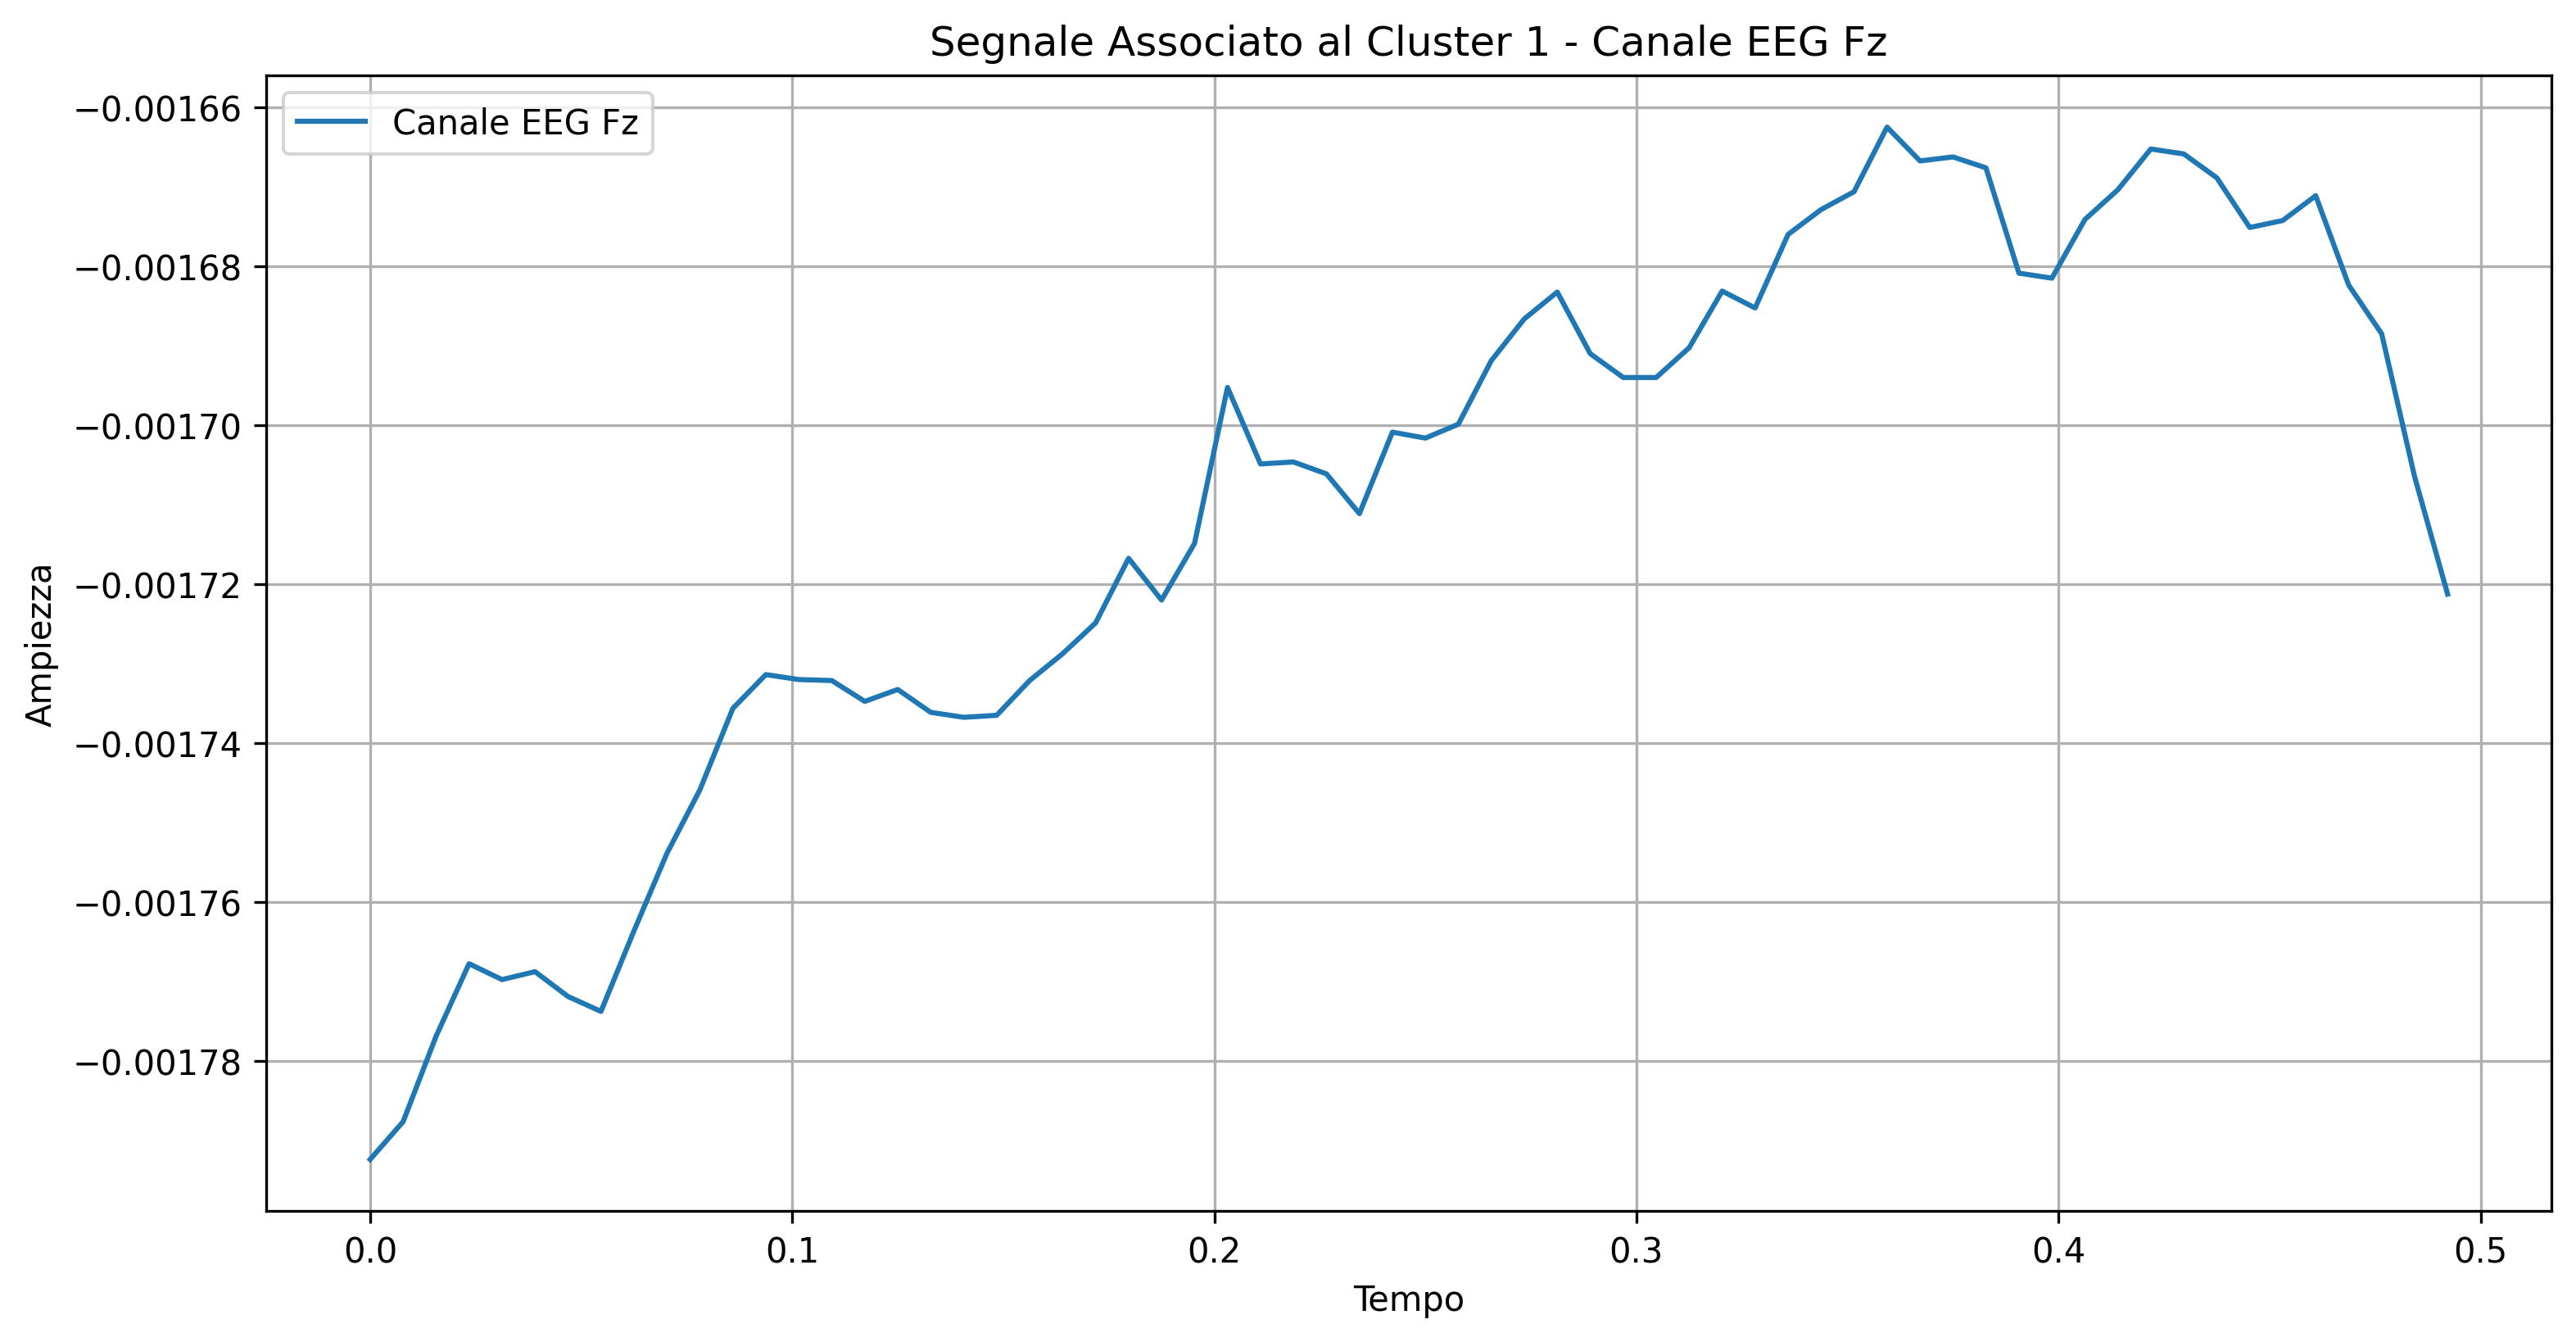 Segnale Associato al Cluster 1 - Canale EEG Fz
Canale EEG Fz
−0.00166
−0.00168
−0.00170
−0.00172
−0.00174
−0.00176
−0.00178
Ampiezza
0.0 0.1 0.2 0.3 0.4 0.5
Tempo